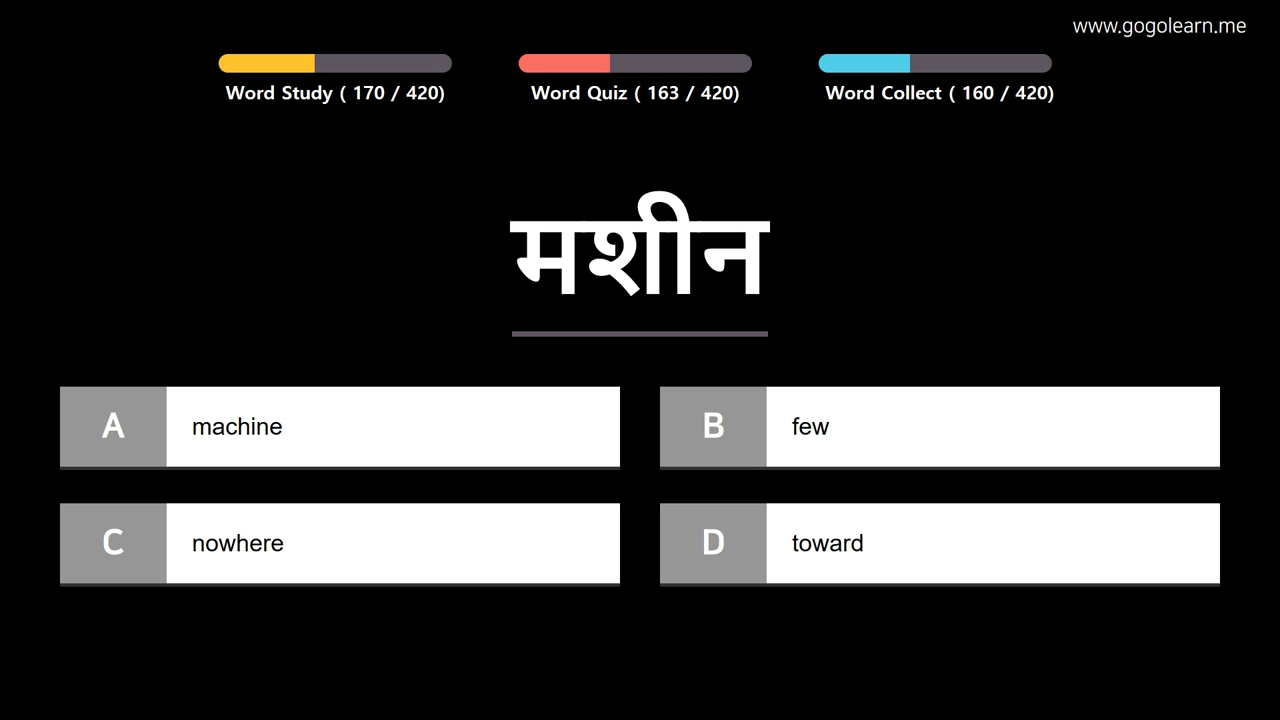 www.gogolearn.me
Word Study ( 170 / 420)
Word Quiz ( 163 / 420)
Word Collect ( 160 / 420)
मशीन
A machine
B few
C nowhere
D toward